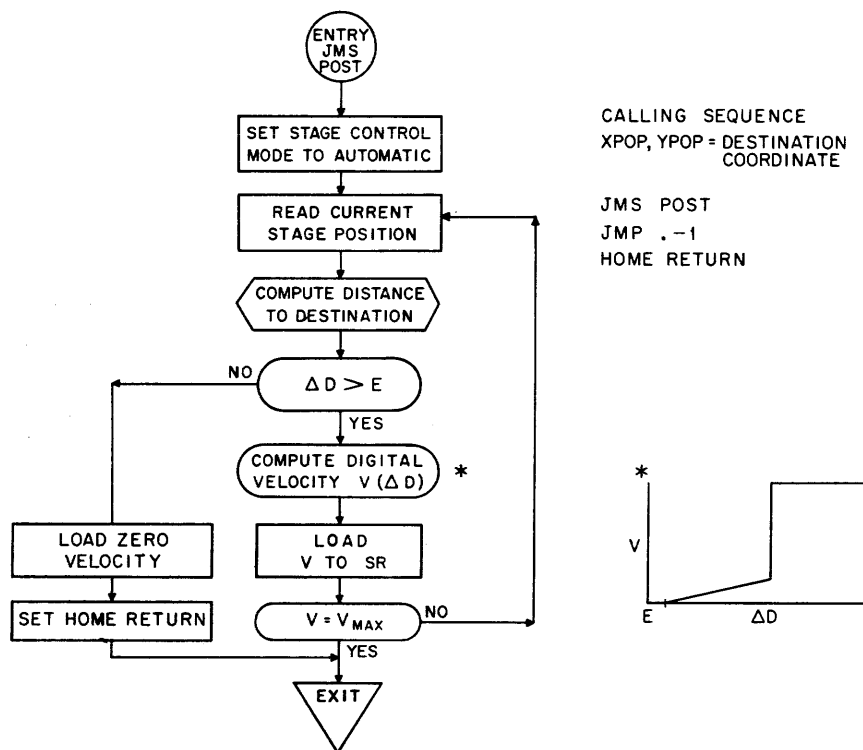 ENTRY
JMS
POST
SET STAGE CONTROL
MODE TO AUTOMATIC
READ CURRENT
STAGE POSITION
COMPUTE DISTANCE
TO DESTINATION
NO
Δ D > E
YES
COMPUTE DIGITAL
VELOCITY V (Δ D)
*
LOAD ZERO
VELOCITY
LOAD
V TO SR
SET HOME RETURN
V = VMAX
NO
YES
EXIT
CALLING SEQUENCE
XPOP, YPOP = DESTINATION
COORDINATE
JMS POST
JMP .-1
HOME RETURN
*
V
E
ΔD